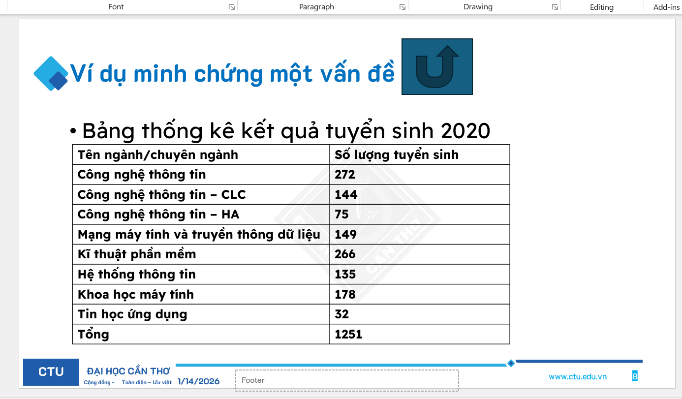 Font Paragraph Drawing Editing Add-ins
Ví dụ minh chứng một vấn đề
• Bảng thống kê kết quả tuyển sinh 2020
Tên ngành/chuyên ngành Số lượng tuyển sinh
Công nghệ thông tin 272
Công nghệ thông tin – CLC 144
Công nghệ thông tin – HA 75
Mạng máy tính và truyền thông dữ liệu 149
Kĩ thuật phần mềm 266
Hệ thống thông tin 135
Khoa học máy tính 178
Tin học ứng dụng 32
Tổng 1251
CẦN THƠ
CTU ĐẠI HỌC CẦN THƠ
Cộng đồng – Toàn diện – Ưu việt 1/14/2026 Footer www.ctu.edu.vn